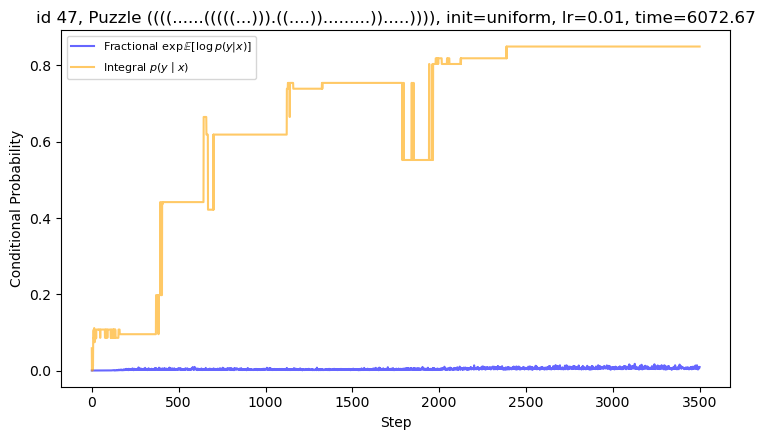 id 47, Puzzle ((((......(((((...))).((....)).........)).....)))), init=uniform, lr=0.01, time=6072.67
Fractional exp𝔼[log p(y|x)]
Integral p(y | x)
Conditional Probability
0.8
0.6
0.4
0.2
0.0
0 500 1000 1500 2000 2500 3000 3500
Step